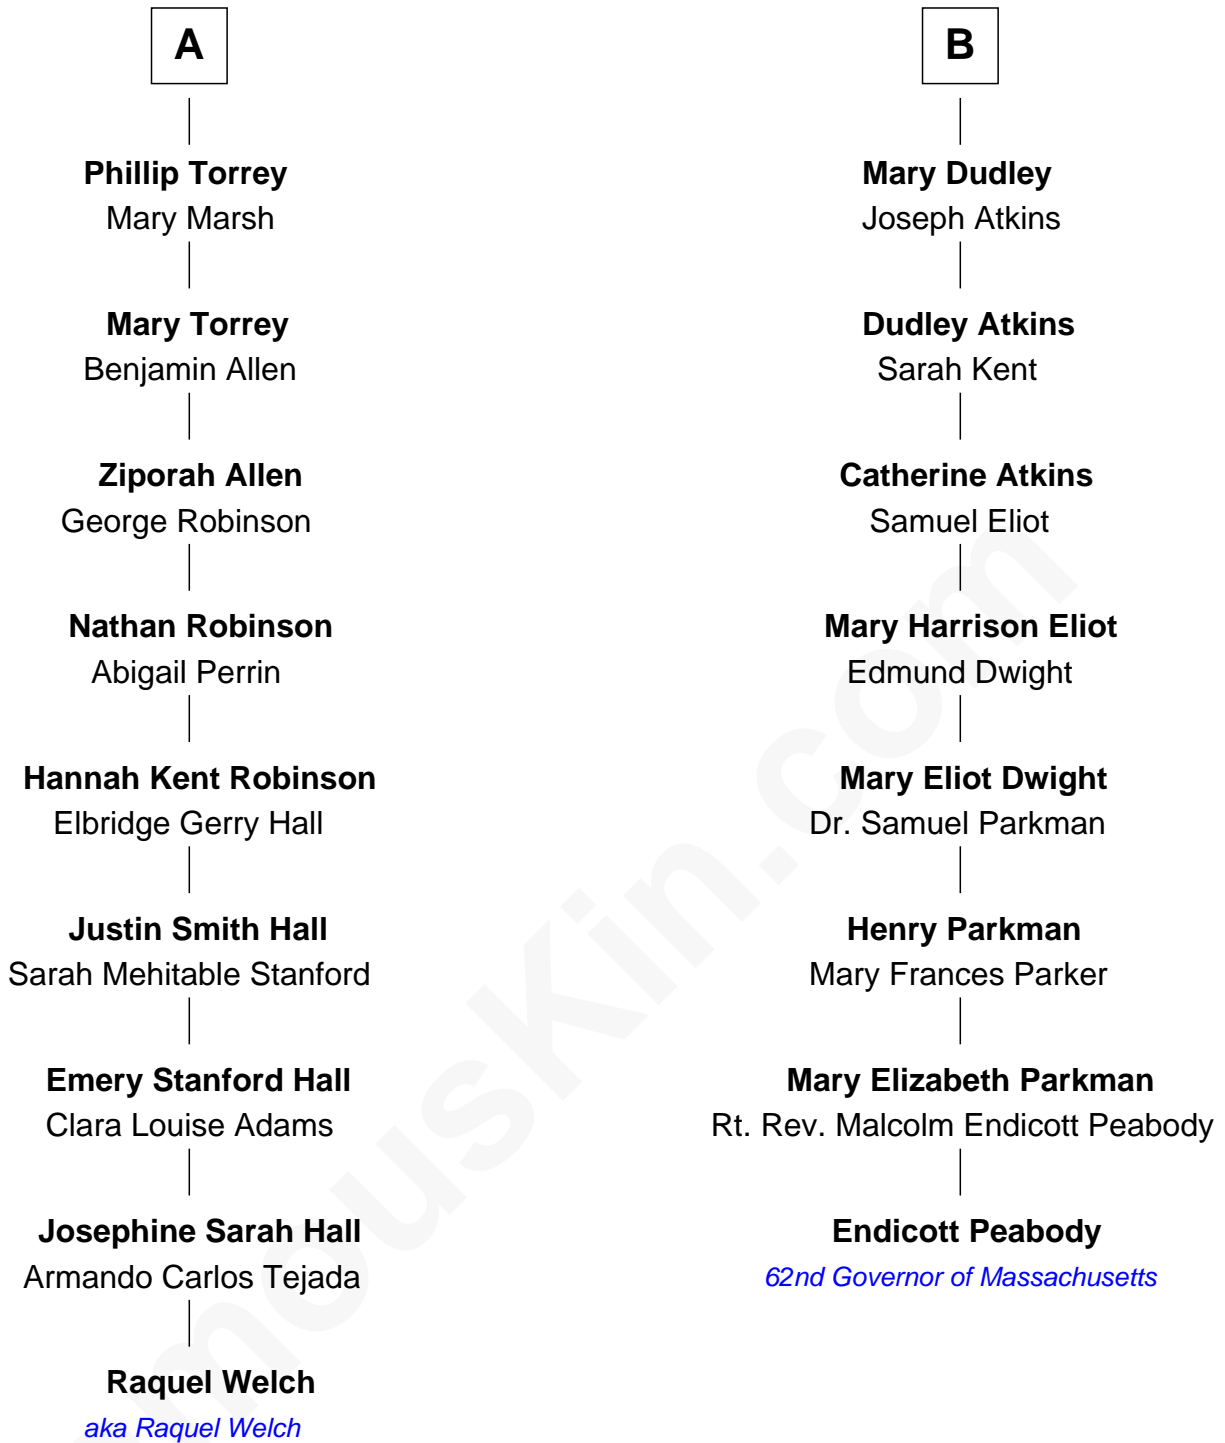 A
Phillip Torrey
Mary Marsh
Mary Torrey
Benjamin Allen
Ziporah Allen
George Robinson
Nathan Robinson
Abigail Perrin
Hannah Kent Robinson
Elbridge Gerry Hall
Justin Smith Hall
Sarah Mehitable Stanford
Emery Stanford Hall
Clara Louise Adams
Josephine Sarah Hall
Armando Carlos Tejada
Raquel Welch
aka Raquel Welch
B
Mary Dudley
Joseph Atkins
Dudley Atkins
Sarah Kent
Catherine Atkins
Samuel Eliot
Mary Harrison Eliot
Edmund Dwight
Mary Eliot Dwight
Dr. Samuel Parkman
Henry Parkman
Mary Frances Parker
Mary Elizabeth Parkman
Rt. Rev. Malcolm Endicott Peabody
Endicott Peabody
62nd Governor of Massachusetts
mousKin.com